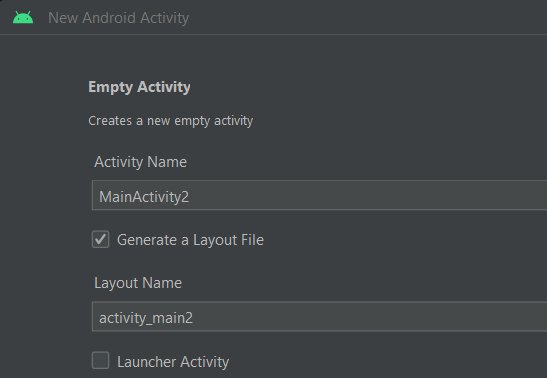 New Android Activity
Empty Activity
Creates a new empty activity
Activity Name
MainActivity2
Generate a Layout File
Layout Name
activity_main2
Launcher Activity